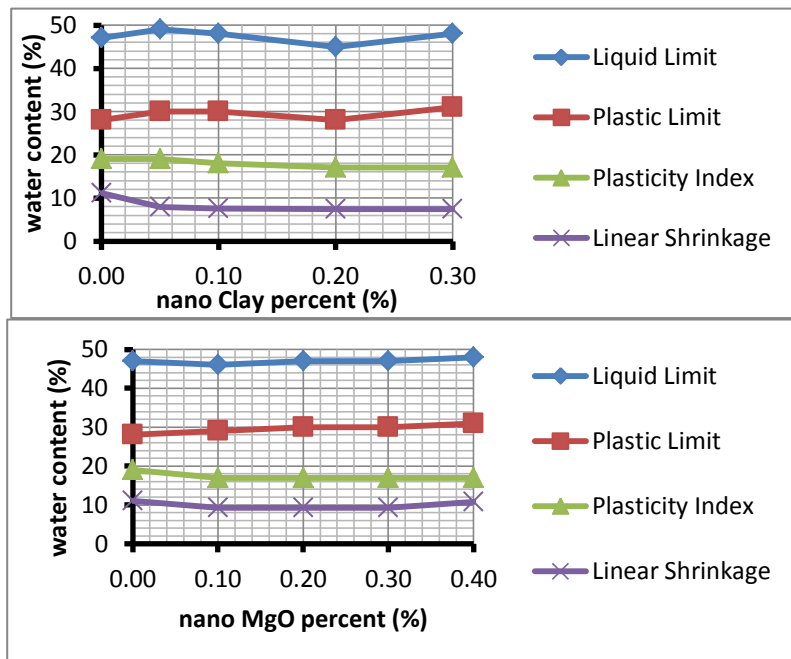 water content (%)
50
40
30
20
10
0
0.00 0.10 0.20 0.30
nano Clay percent (%)
Liquid Limit
Plastic Limit
Plasticity Index
Linear Shrinkage
water content (%)
50
40
30
20
10
0
0.00 0.10 0.20 0.30 0.40
nano MgO percent (%)
Liquid Limit
Plastic Limit
Plasticity Index
Linear Shrinkage